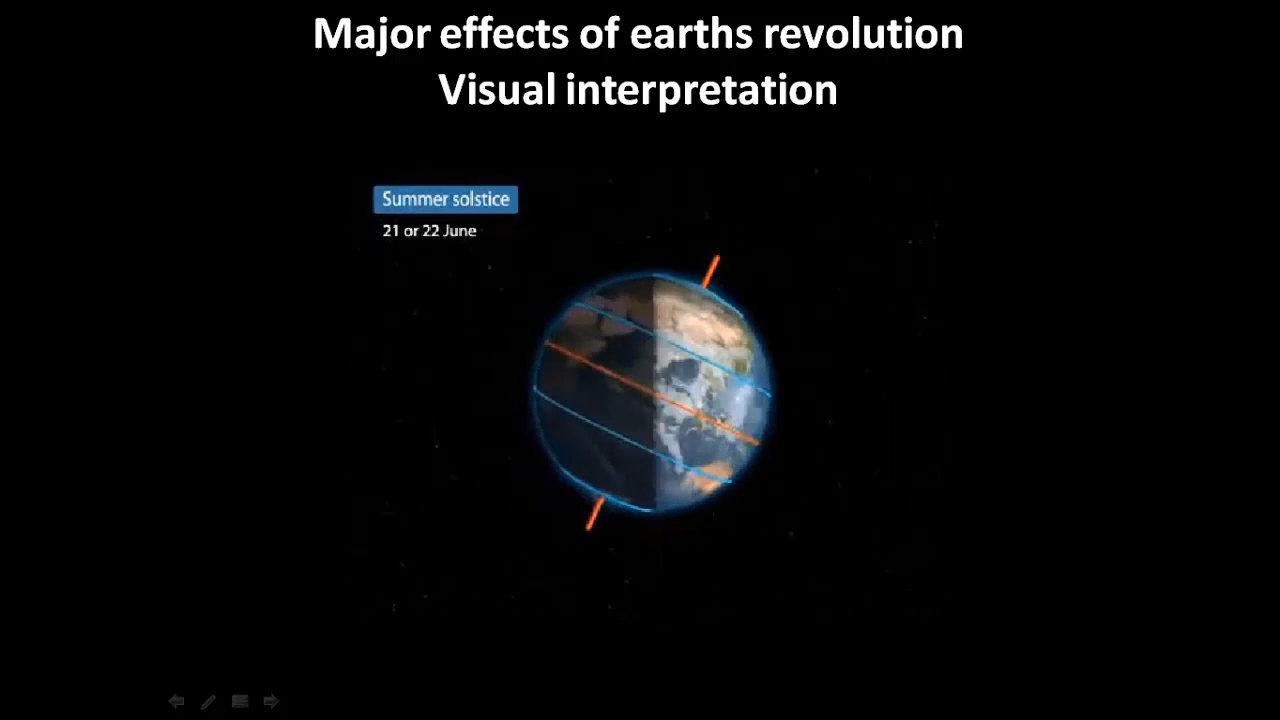 Major effects of earths revolution
Visual interpretation
Summer solstice
21 or 22 June